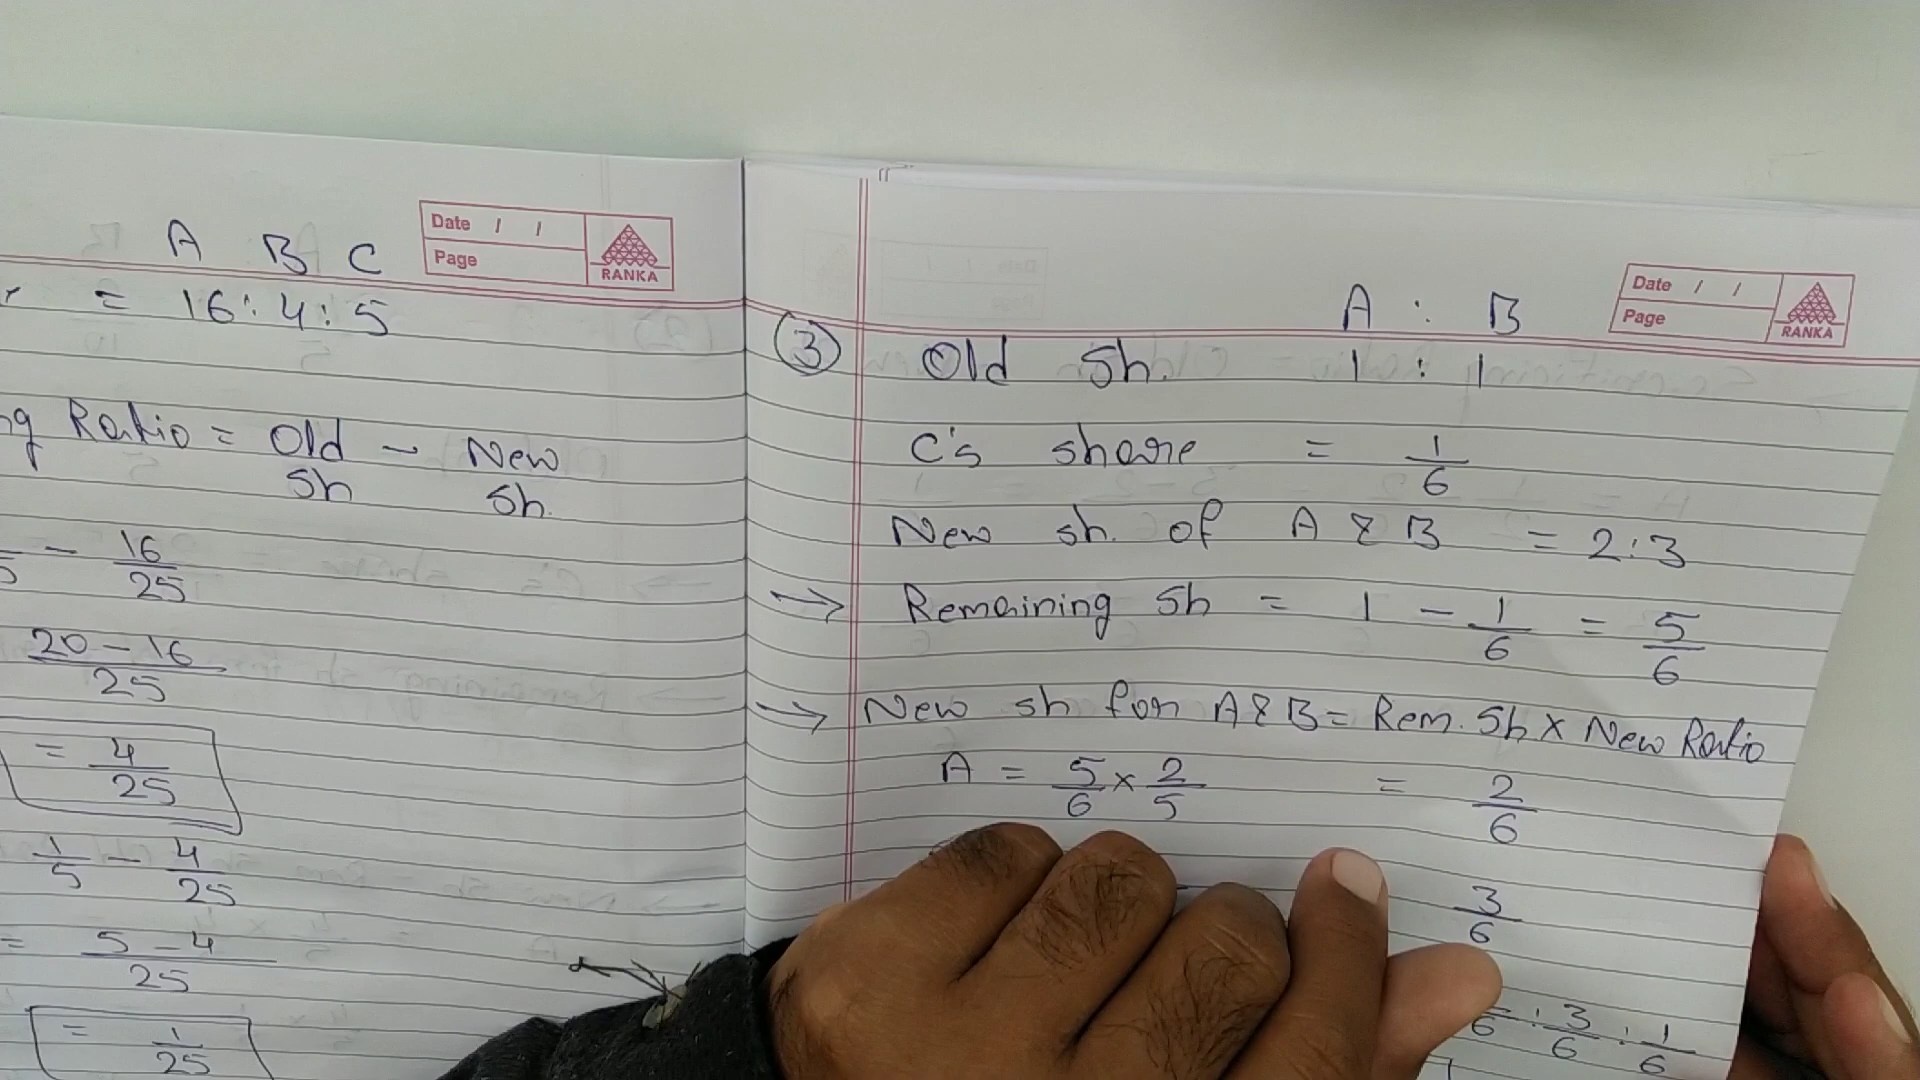 Date / /
Page
RANKA
A B C
= 16 : 4 : 5
Ratio = Old - New
Sh Sh.
- 16/25
20 - 16 / 25
= 4/25
1/5 - 4/25
= 5 - 4 / 25
= 1/25
Date / /
Page
RANKA
A : B
(3) Old Sh. 1 : 1
C's share = 1/6
New sh. of A & B = 2 : 3
→ Remaining Sh = 1 - 1/6 = 5/6
→ New sh for A & B = Rem. Sh x New Ratio
A = 5/6 x 2/5 = 2/6
3/6
: 3/6 : 1/6